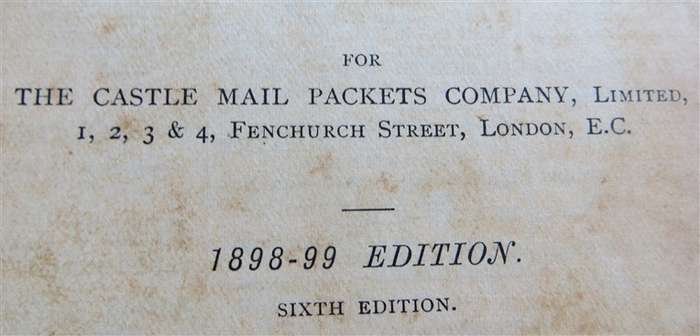 FOR
THE CASTLE MAIL PACKETS COMPANY, LIMITED,
1, 2, 3 & 4, FENCHURCH STREET, LONDON, E.C.
1898-99 EDITION.
SIXTH EDITION.